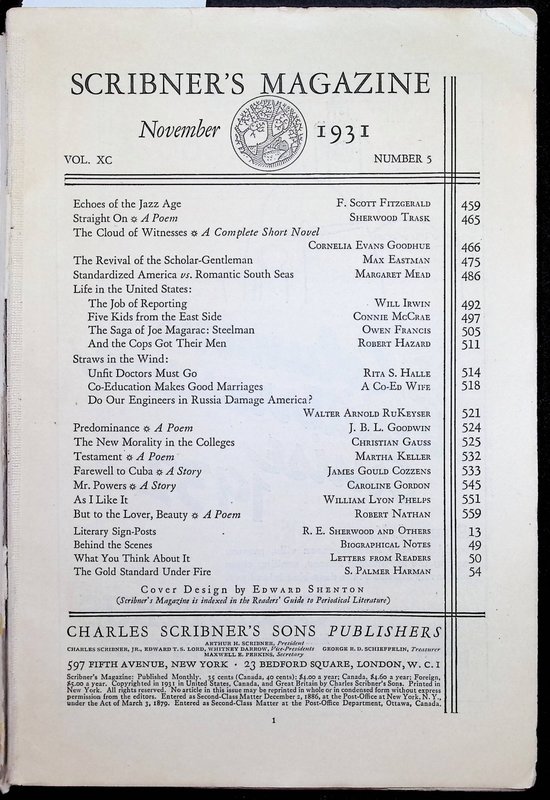 SCRIBNER'S MAGAZINE
November 1931
VOL. XC NUMBER 5
Echoes of the Jazz Age F. Scott Fitzgerald 459
Straight On ☼ A Poem Sherwood Trask 465
The Cloud of Witnesses ☼ A Complete Short Novel
Cornelia Evans Goodhue 466
The Revival of the Scholar-Gentleman Max Eastman 475
Standardized America vs. Romantic South Seas Margaret Mead 486
Life in the United States:
The Job of Reporting Will Irwin 492
Five Kids from the East Side Connie McCrae 497
The Saga of Joe Magarac: Steelman Owen Francis 505
And the Cops Got Their Men Robert Hazard 511
Straws in the Wind:
Unfit Doctors Must Go Rita S. Halle 514
Co-Education Makes Good Marriages A Co-Ed Wife 518
Do Our Engineers in Russia Damage America?
Walter Arnold RuKeyser 521
Predominance ☼ A Poem J. B. L. Goodwin 524
The New Morality in the Colleges Christian Gauss 525
Testament ☼ A Poem Martha Keller 532
Farewell to Cuba ☼ A Story James Gould Cozzens 533
Mr. Powers ☼ A Story Caroline Gordon 545
As I Like It William Lyon Phelps 551
But to the Lover, Beauty ☼ A Poem Robert Nathan 559
Literary Sign-Posts R. E. Sherwood and Others 13
Behind the Scenes Biographical Notes 49
What You Think About It Letters from Readers 50
The Gold Standard Under Fire S. Palmer Harman 54
Cover Design by Edward Shenton
(Scribner's Magazine is indexed in the Readers' Guide to Periodical Literature)
CHARLES SCRIBNER'S SONS PUBLISHERS
ARTHUR H. SCRIBNER, President
CHARLES SCRIBNER, JR., EDWARD T. S. LORD, WHITNEY DARROW, Vice-Presidents GEORGE R. D. SCHIEFFELIN, Treasurer
MAXWELL E. PERKINS, Secretary
597 FIFTH AVENUE, NEW YORK · 23 BEDFORD SQUARE, LONDON, W. C. 1
Scribner's Magazine: Published Monthly. 35 cents (Canada, 40 cents); $4.00 a year; Canada, $4.60 a year; Foreign,
$5.00 a year. Copyrighted in 1931 in United States, Canada, and Great Britain by Charles Scribner's Sons. Printed in
New York. All rights reserved. No article in this issue may be reprinted in whole or in condensed form without express
permission from the editors. Entered as Second-Class Matter December 2, 1886, at the Post-Office at New York, N. Y.,
under the Act of March 3, 1879. Entered as Second-Class Matter at the Post-Office Department, Ottawa, Canada.
1